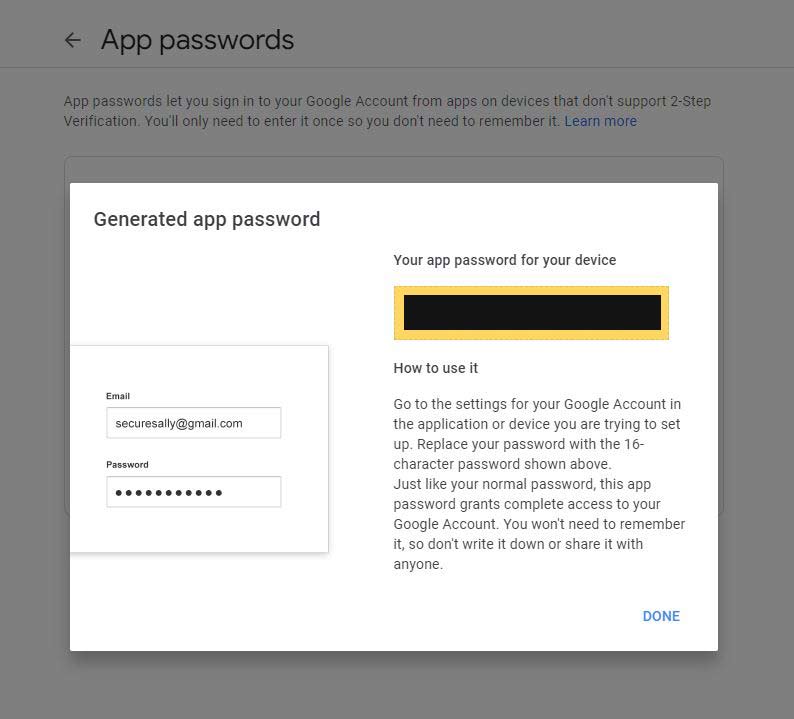 App passwords
App passwords let you sign in to your Google Account from apps on devices that don't support 2-Step
Verification. You'll only need to enter it once so you don't need to remember it. Learn more
Generated app password
Your app password for your device
How to use it
Go to the settings for your Google Account in
the application or device you are trying to set
up. Replace your password with the 16-
character password shown above.
Just like your normal password, this app
password grants complete access to your
Google Account. You won't need to remember
it, so don't write it down or share it with
anyone.
Email
securesally@gmail.com
Password
●●●●●●●●●●●
DONE